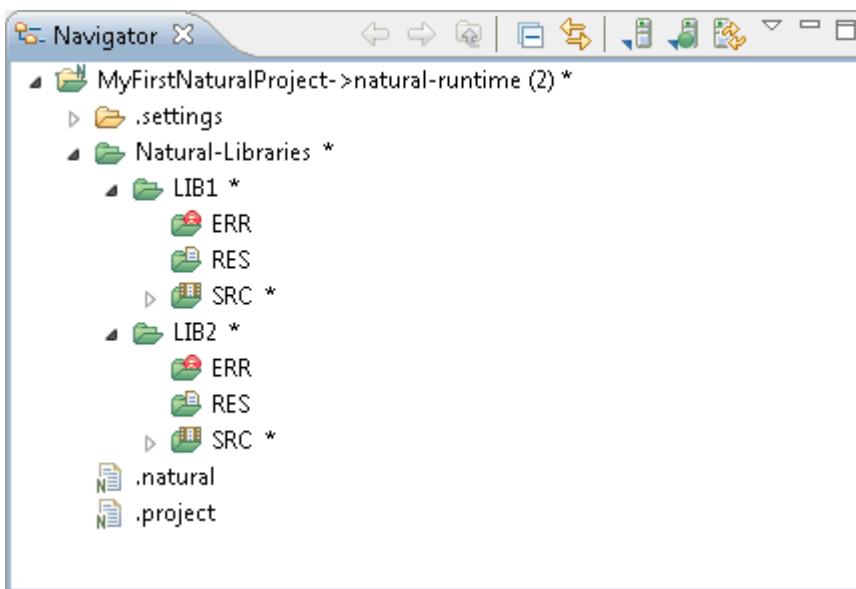 Navigator
MyFirstNaturalProject->natural-runtime (2) *
.settings
Natural-Libraries *
LIB1 *
ERR
RES
SRC *
LIB2 *
ERR
RES
SRC *
.natural
.project